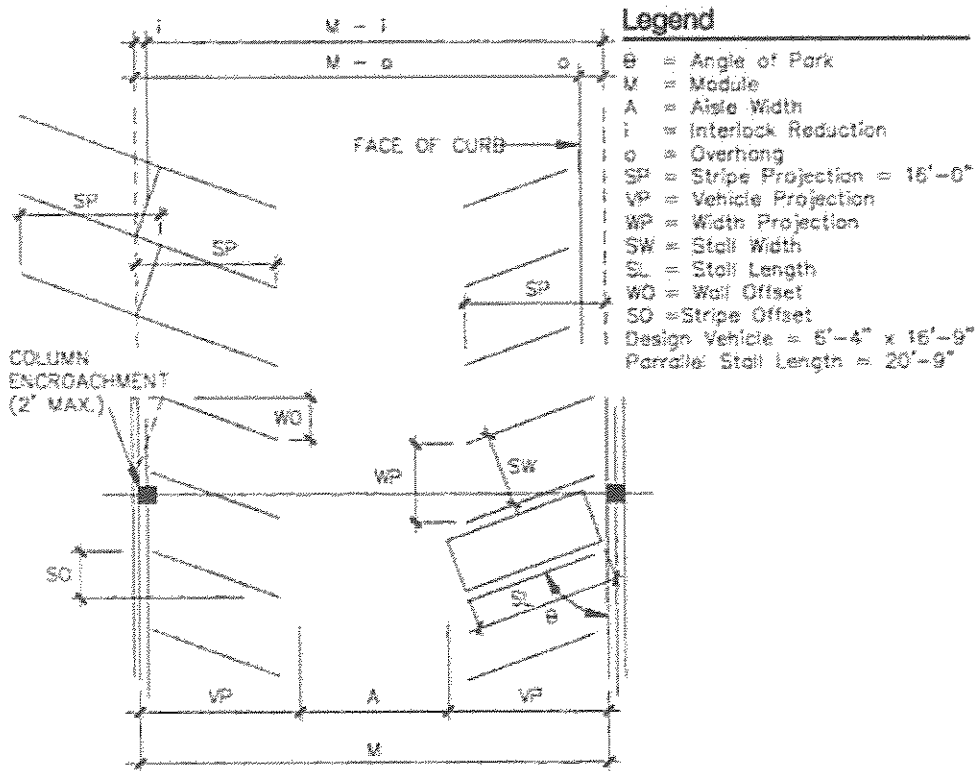 i
M - i
M - o
o
FACE OF CURB
SP
SP
SP
COLUMN
ENCROACHMENT
(2' MAX.)
WO
WP
SW
SO
SL
θ
VP
A
VP
M
Legend
θ = Angle of Park
M = Module
A = Aisle Width
i = Interlock Reduction
o = Overhang
SP = Stripe Projection = 16'-0"
VP = Vehicle Projection
WP = Width Projection
SW = Stall Width
SL = Stall Length
WO = Wall Offset
SO =Stripe Offset
Design Vehicle = 6'-4" x 16'-9"
Parrallel Stall Length = 20'-9"